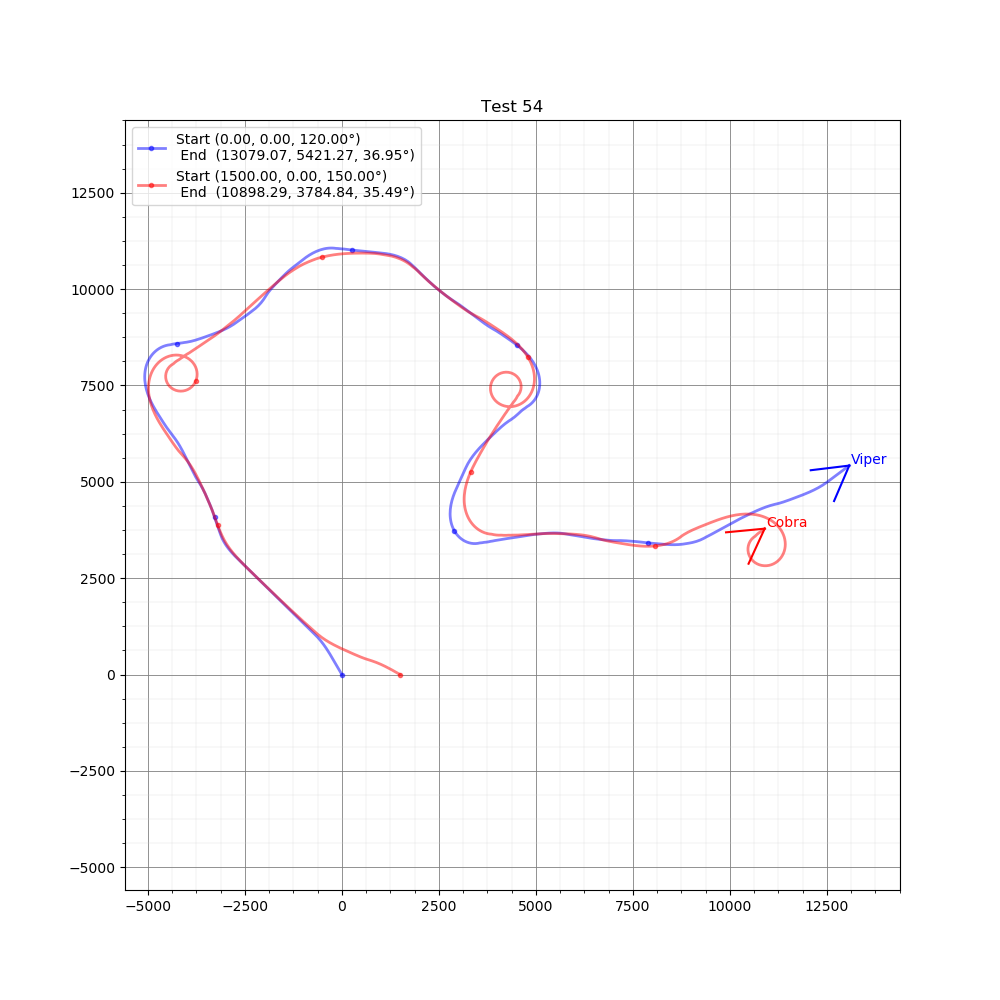 Test 54
Start (0.00, 0.00, 120.00°)
End (13079.07, 5421.27, 36.95°)
Start (1500.00, 0.00, 150.00°)
End (10898.29, 3784.84, 35.49°)
12500
10000
7500
5000
2500
0
−2500
−5000
Viper
Cobra
−5000 −2500 0 2500 5000 7500 10000 12500